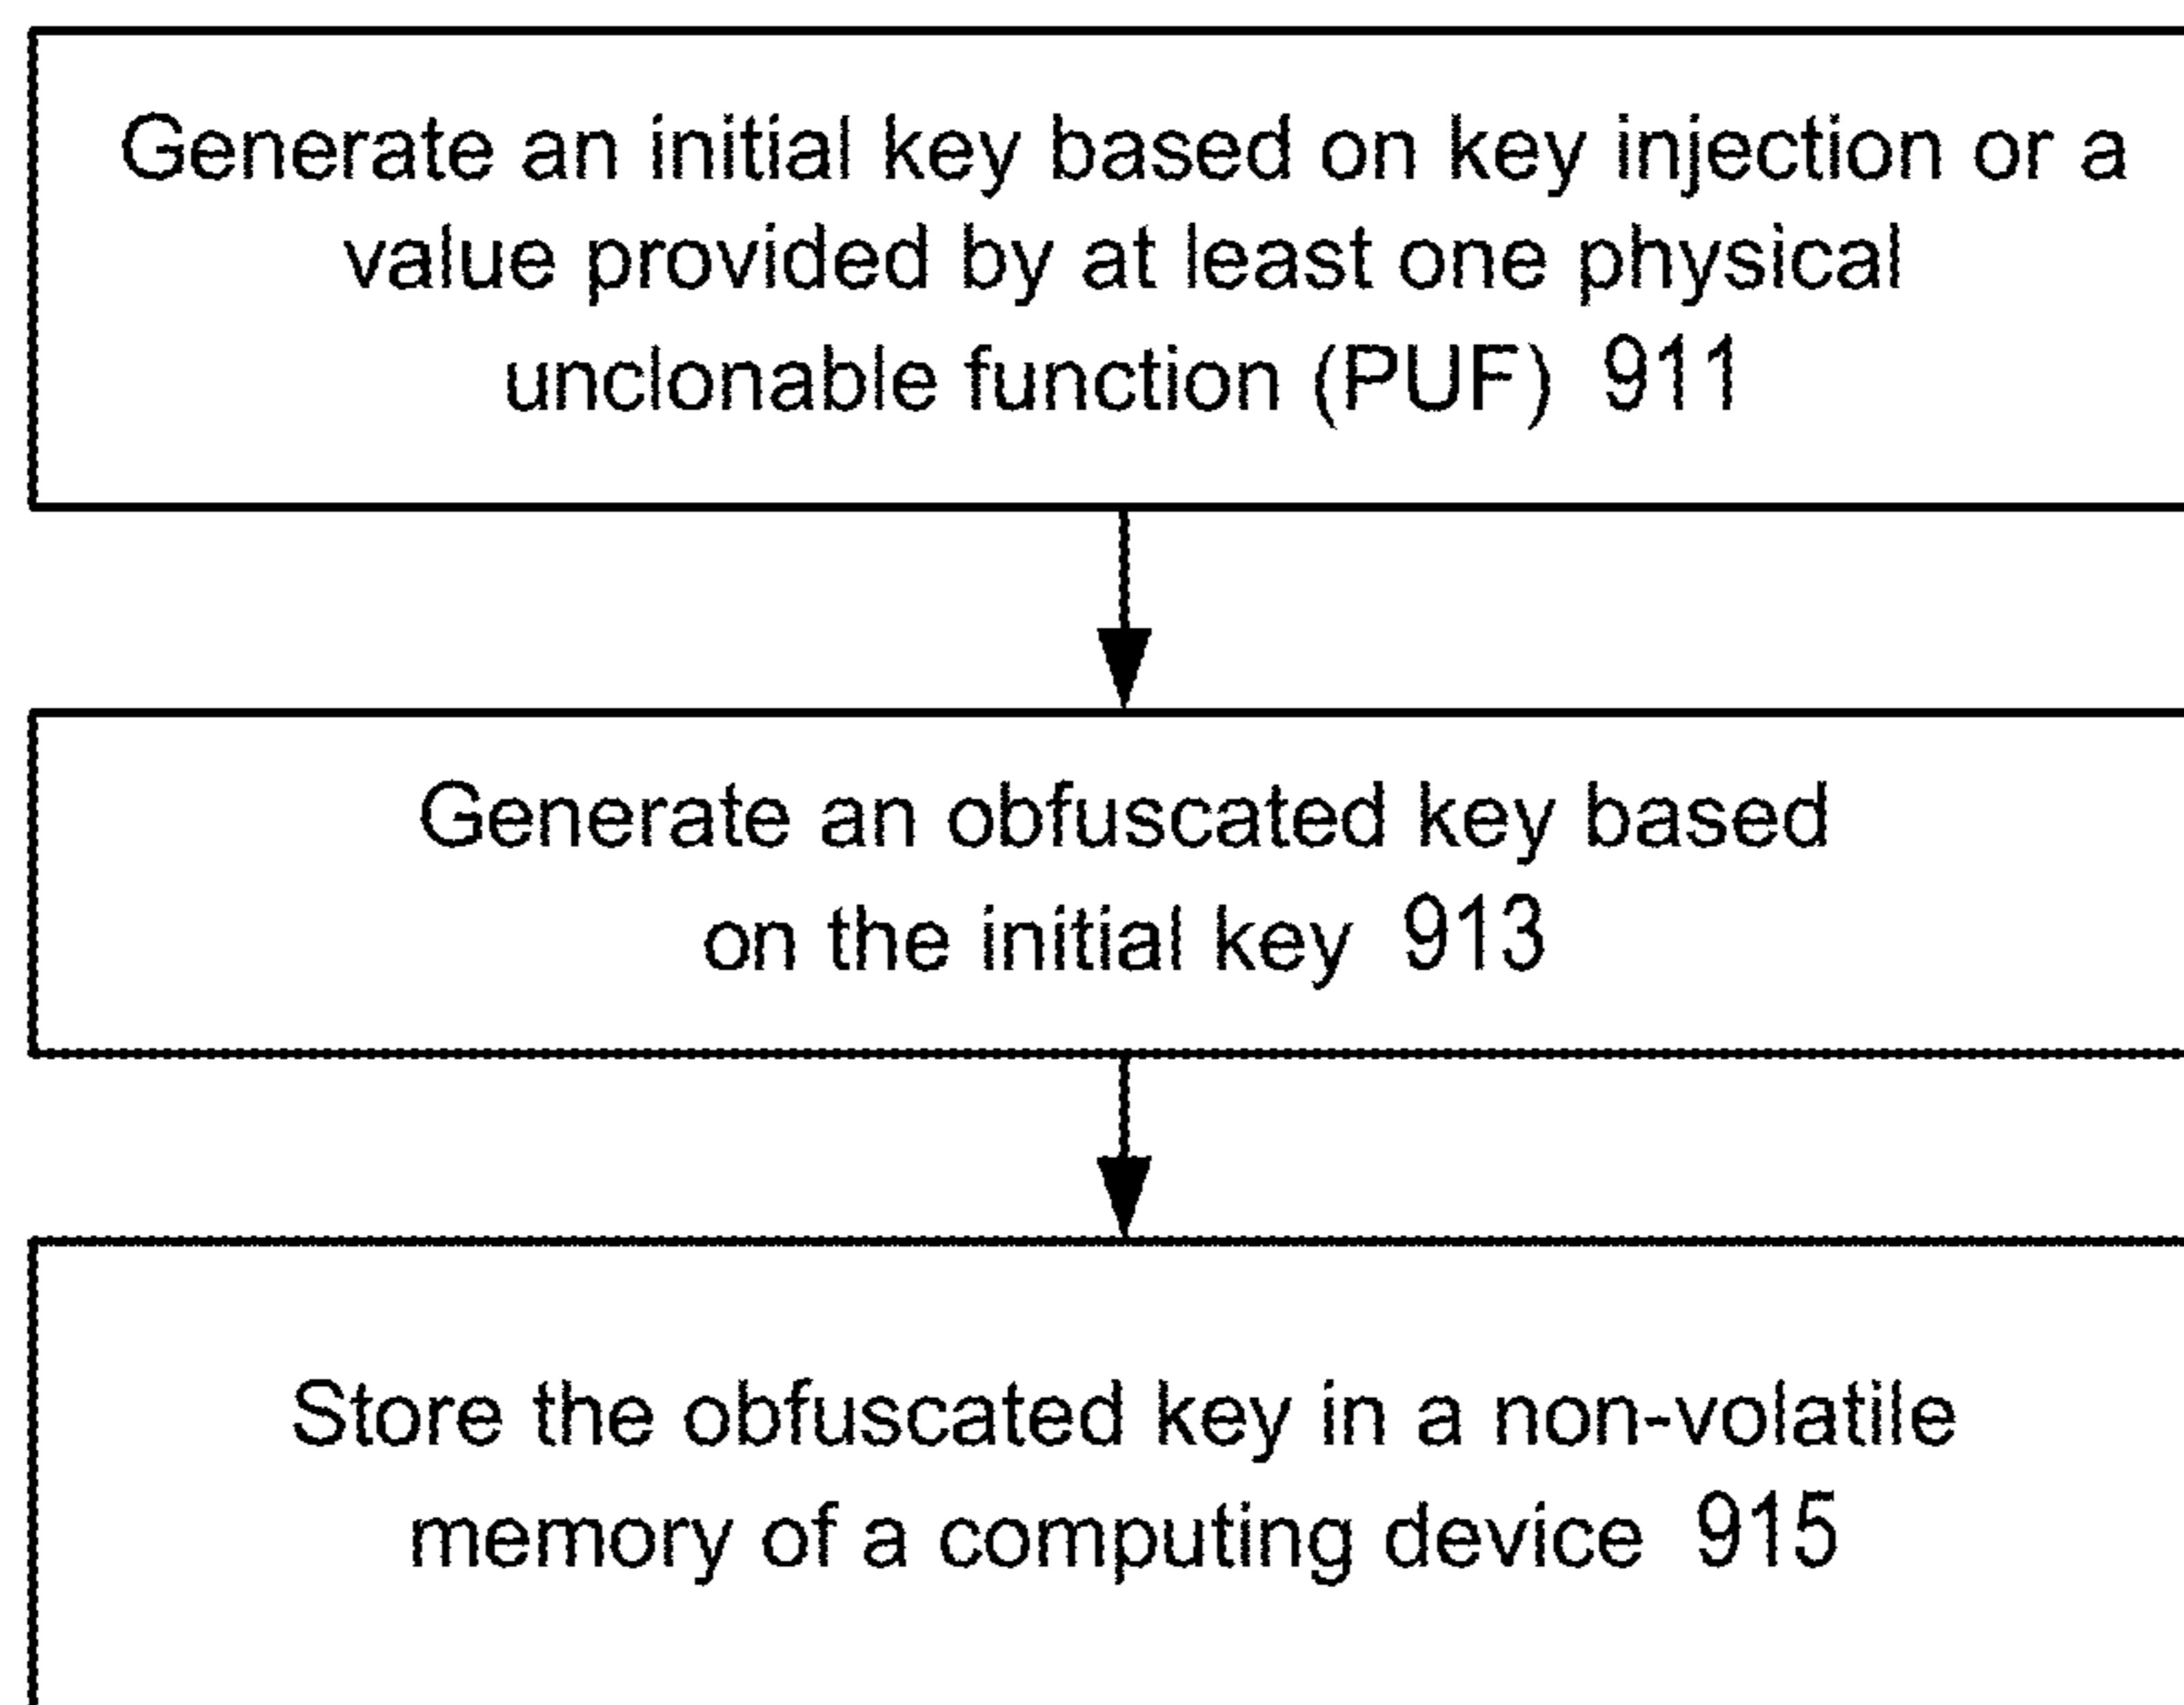 Generate an initial key based on key injection or a
value provided by at least one physical
unclonable function (PUF) 911
Generate an obfuscated key based
on the initial key 913
Store the obfuscated key in a non-volatile
memory of a computing device 915